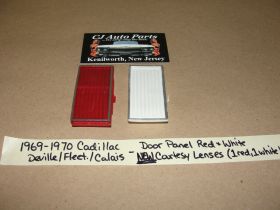 CJ Auto Parts
Kenilworth, New Jersey
1969-1970 Cadillac - Door Panel Red & White
Deville/Fleet./Calais NEW Cartesy Lenses (1 red, 1 white)